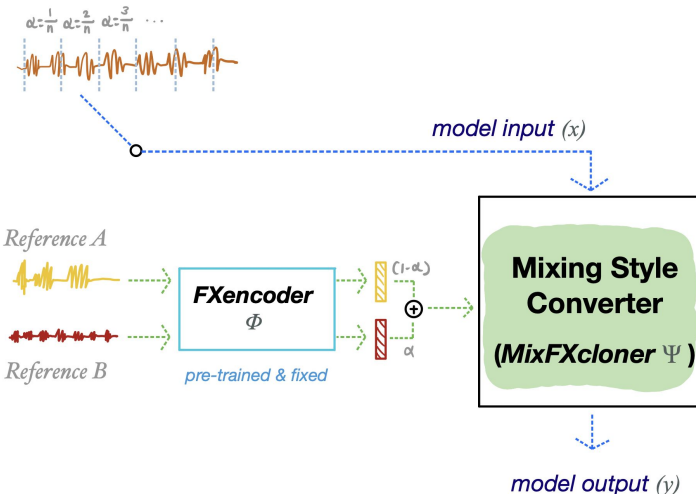 α=1/n α=2/n α=3/n ...
model input (x)
Reference A
(1-α)
FXencoder
Φ
α
Reference B
pre-trained & fixed
Mixing Style
Converter
(MixFXcloner Ψ)
model output (y)